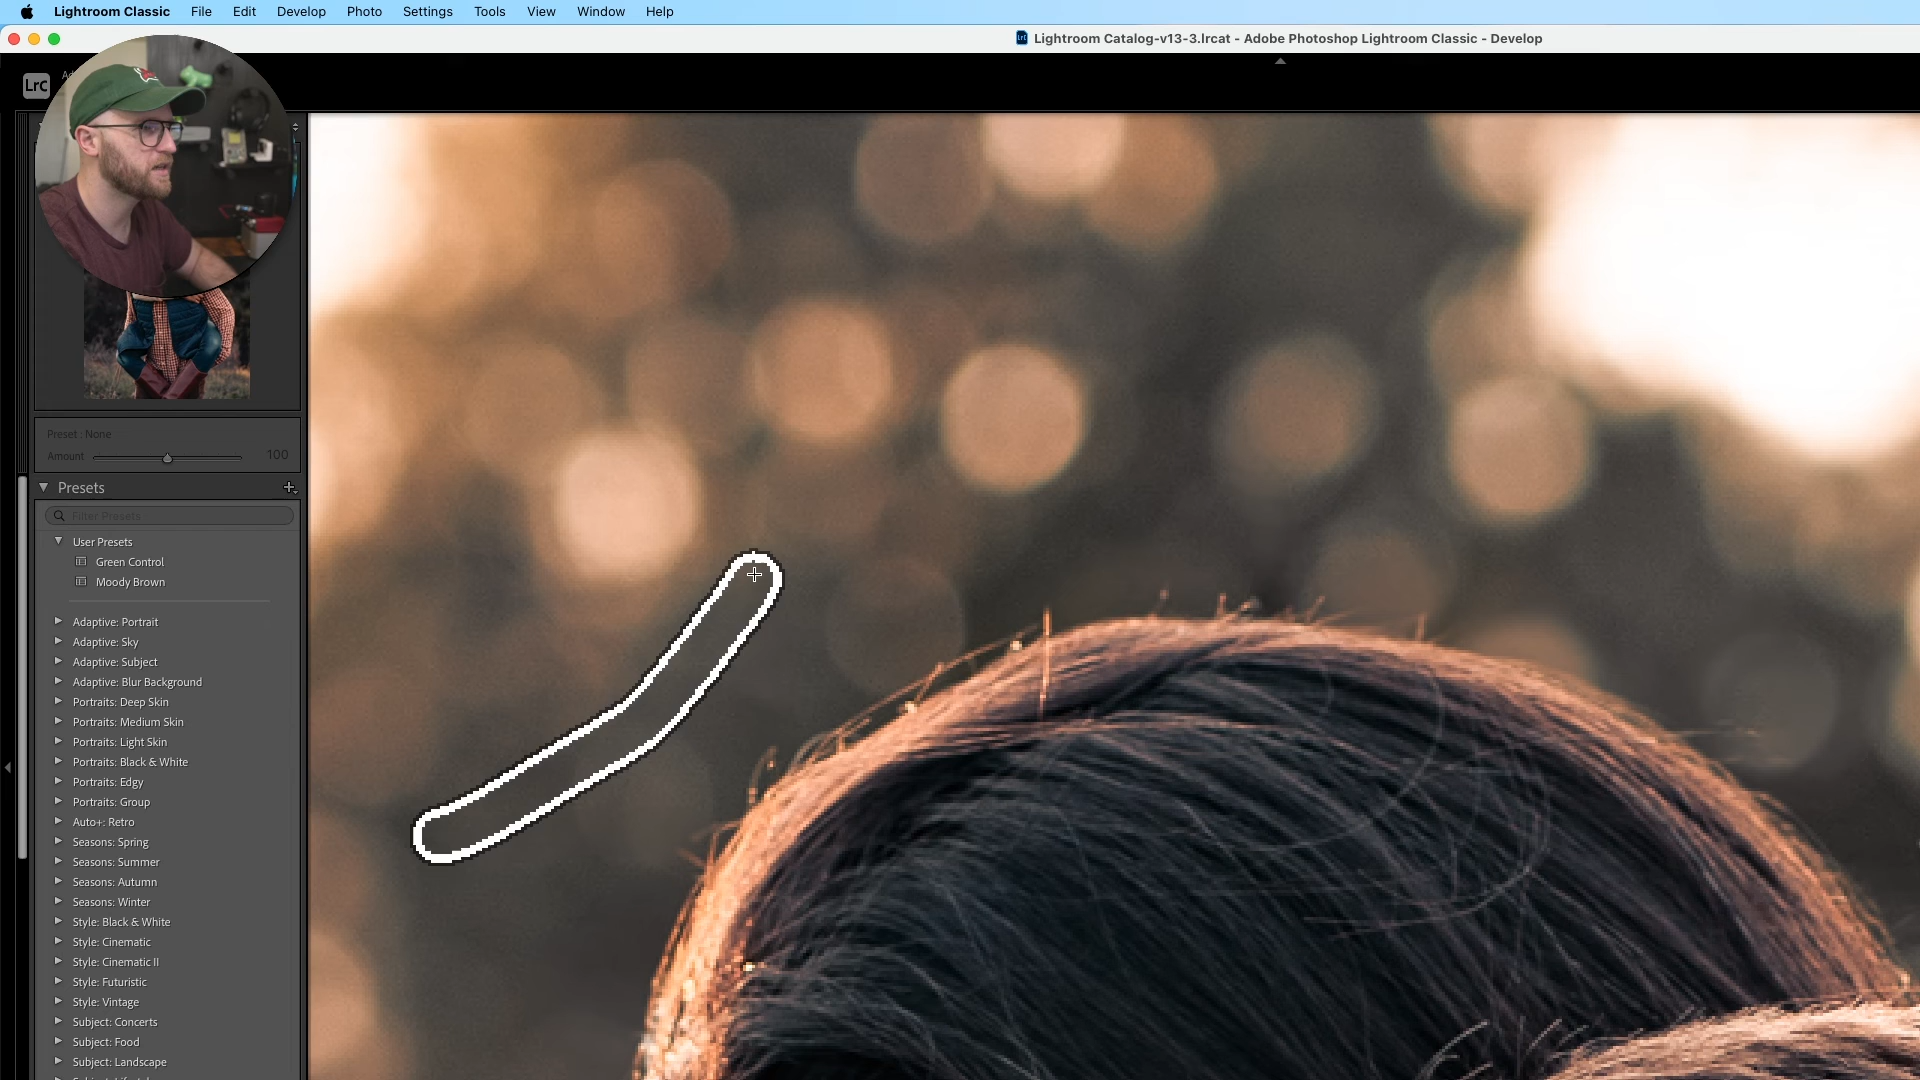 Lightroom Classic File Edit Develop Photo Settings Tools View Window Help
LrC Lightroom Catalog-v13-3.lrcat - Adobe Photoshop Lightroom Classic - Develop
LrC
Preset : None
Amount 100
Presets
Filter Presets
User Presets
Green Control
Moody Brown
Adaptive: Portrait
Adaptive: Sky
Adaptive: Subject
Adaptive: Blur Background
Portraits: Deep Skin
Portraits: Medium Skin
Portraits: Light Skin
Portraits: Black & White
Portraits: Edgy
Portraits: Group
Auto+: Retro
Seasons: Spring
Seasons: Summer
Seasons: Autumn
Seasons: Winter
Style: Black & White
Style: Cinematic
Style: Cinematic II
Style: Futuristic
Style: Vintage
Subject: Concerts
Subject: Food
Subject: Landscape